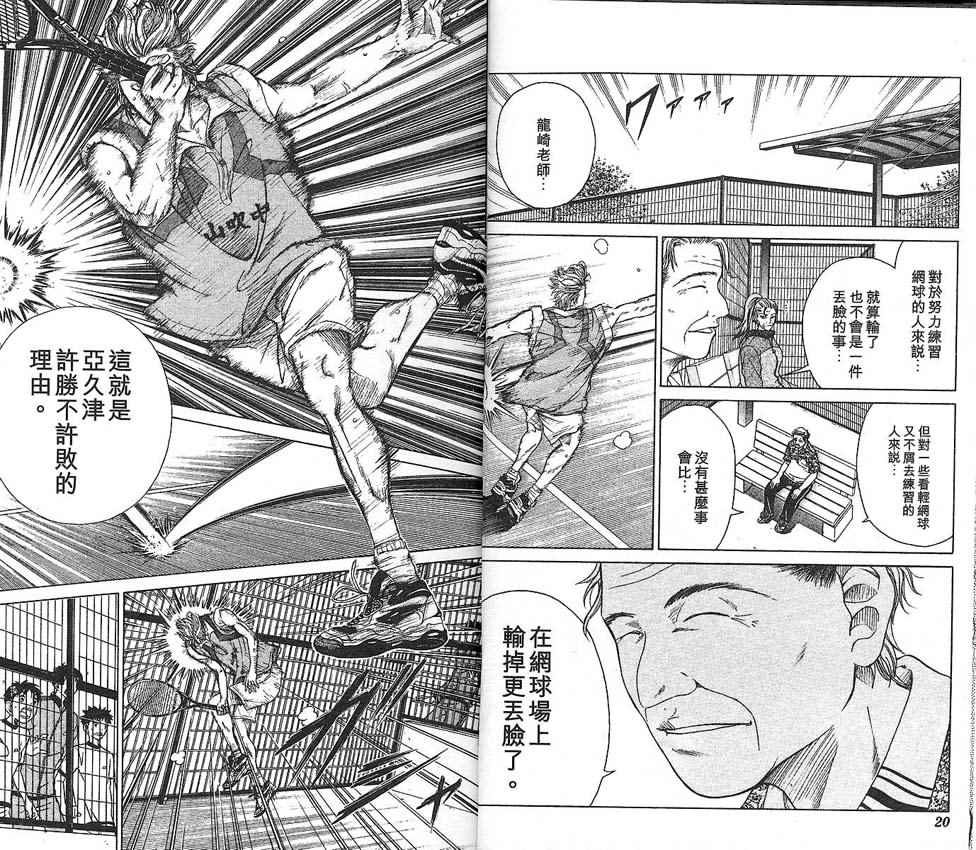 ワァァァ
龍崎老師…
對於努力練習
網球的人來說…
就算輸了
也不會是一件
丟臉的事…
但對一些看輕網球
又不屑去練習的
人來說…
沒有甚麼事
會比…
在網球場上
輸掉更丟臉了。
20
山吹中
這就是
亞久津
許勝不許敗的
理由。